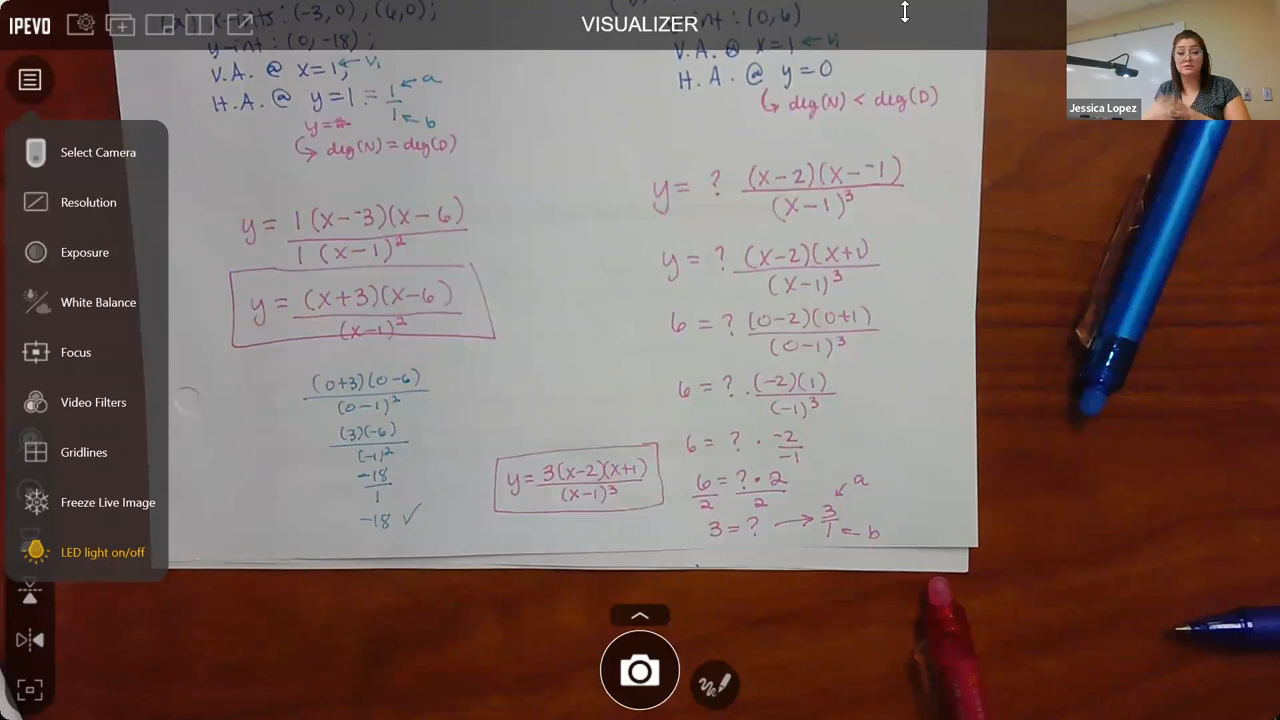 IPEVO
VISUALIZER
Jessica Lopez
Select Camera
Resolution
Exposure
White Balance
Focus
Video Filters
Gridlines
Freeze Live Image
LED light on/off
x-ints: (-3,0), (6,0);
y-int: (0,-18);
V.A. @ x=1, ← V₁
H.A. @ y=1 = 1/1 ← a ← b
y=#
↳ deg(N) = deg(D)
y = 1(x--3)(x-6) / 1(x-1)²
y = (x+3)(x-6) / (x-1)²
(0+3)(0-6) / (0-1)²
(3)(-6) / (-1)²
-18 / 1
-18 ✓
int: (0,6)
V.A. @ x=1 ← V₁
H.A. @ y=0
↳ deg(N) < deg(D)
y = ? (x-2)(x--1) / (x-1)³
y = ? (x-2)(x+1) / (x-1)³
6 = ? (0-2)(0+1) / (0-1)³
6 = ? · (-2)(1) / (-1)³
6 = ? · -2 / -1
6/2 = ?·2 / 2
3 = ? → 3/1 ← a ← b
y = 3(x-2)(x+1) / (x-1)³